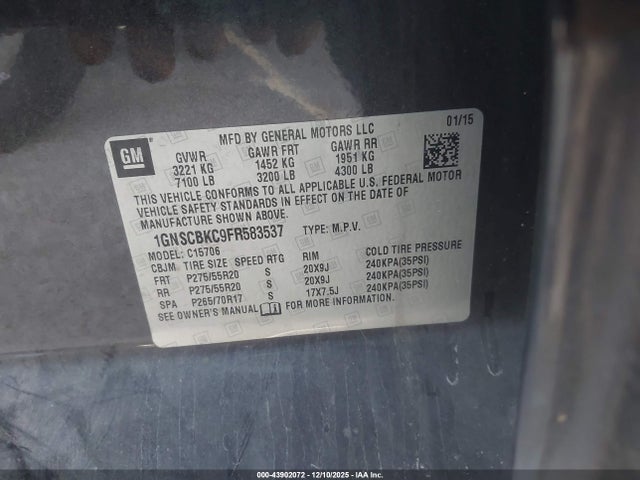 GM
MFD BY GENERAL MOTORS LLC 01/15
GVWR GAWR FRT GAWR RR
3221 KG 1452 KG 1951 KG
7100 LB 3200 LB 4300 LB
THIS VEHICLE CONFORMS TO ALL APPLICABLE U.S. FEDERAL MOTOR
VEHICLE SAFETY STANDARDS IN EFFECT ON THE DATE OF
MANUFACTURE SHOWN ABOVE.
1GNSCBKC9FR583537 TYPE: M.P.V.
MODEL: C15706
CBJM TIRE SIZE SPEED RTG RIM COLD TIRE PRESSURE
FRT P275/55R20 S 20X9J 240KPA(35PSI)
RR P275/55R20 S 20X9J 240KPA(35PSI)
SPA P265/70R17 S 17X7.5J 240KPA(35PSI)
SEE OWNER'S MANUAL FOR MORE INFORMATION.
000-43902072 - 12/10/2025 - IAAC